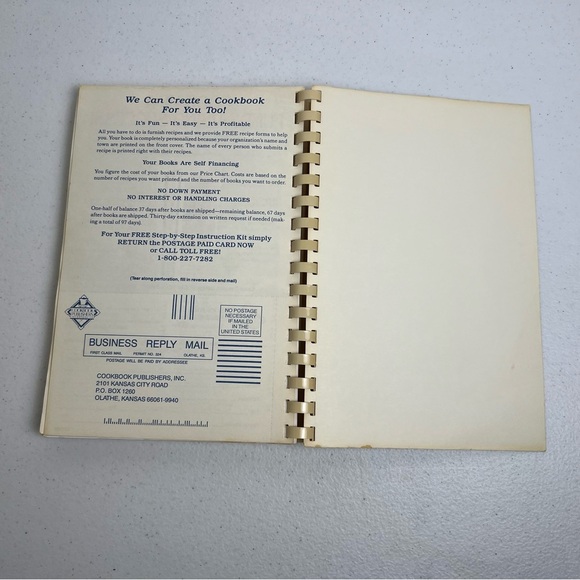 We Can Create a Cookbook
For You Too!
It's Fun — It's Easy — It's Profitable
All you have to do is furnish recipes and we provide FREE recipe forms to help
you. Your book is completely personalized because your organization's name and
town are printed on the front cover. The name of every person who submits a
recipe is printed right with their recipes.
Your Books Are Self Financing
You figure the cost of your books from our Price Chart. Costs are based on the
number of recipes you want printed and the number of books you want to order.
NO DOWN PAYMENT
NO INTEREST OR HANDLING CHARGES
One-half of balance 37 days after books are shipped—remaining balance, 67 days
after books are shipped. Thirty-day extension on written request if needed (mak-
ing a total of 97 days).
For Your FREE Step-by-Step Instruction Kit simply
RETURN the POSTAGE PAID CARD NOW
or CALL TOLL FREE!
1-800-227-7282
(Tear along perforation, fill in reverse side and mail)
COOKBOOK
PUBLISHERS
NO POSTAGE
NECESSARY
IF MAILED
IN THE
UNITED STATES
BUSINESS REPLY MAIL
FIRST CLASS MAIL PERMIT NO. 324 OLATHE, KS.
POSTAGE WILL BE PAID BY ADDRESSEE
COOKBOOK PUBLISHERS, INC.
2101 KANSAS CITY ROAD
P.O. BOX 1260
OLATHE, KANSAS 66061-9940